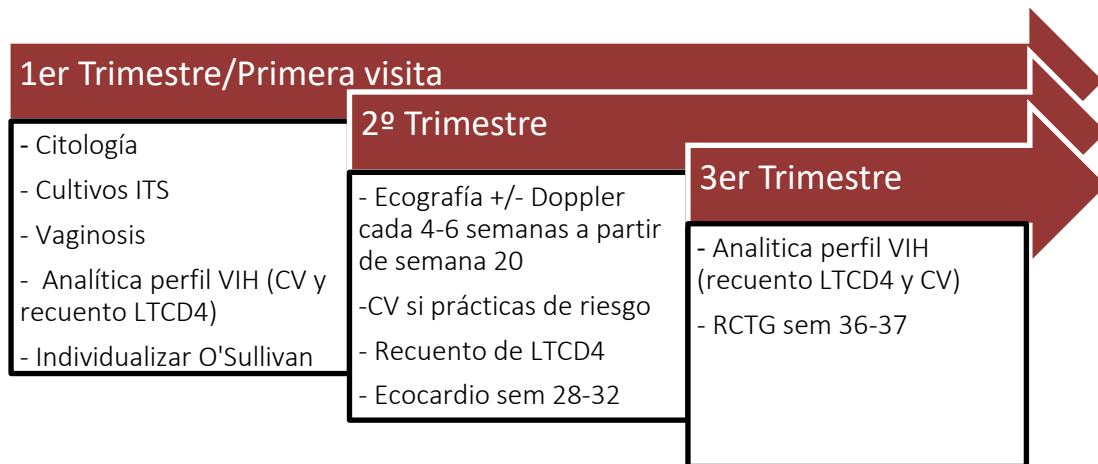 1er Trimestre/Primera visita
- Citología
- Cultivos ITS
- Vaginosis
- Analítica perfil VIH (CV y
recuento LTCD4)
- Individualizar O'Sullivan
2º Trimestre
- Ecografía +/- Doppler
cada 4-6 semanas a partir
de semana 20
-CV si prácticas de riesgo
- Recuento de LTCD4
- Ecocardio sem 28-32
3er Trimestre
- Analitica perfil VIH
(recuento LTCD4 y CV)
- RCTG sem 36-37